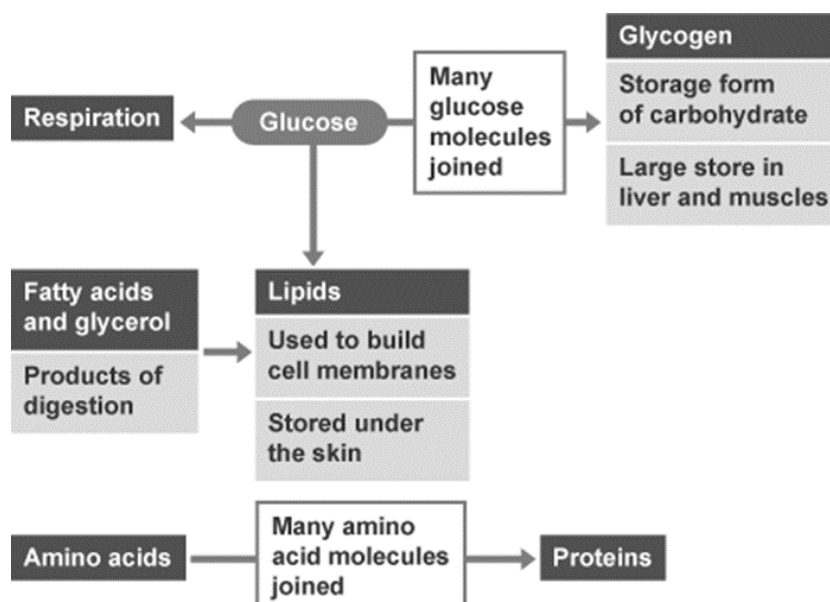 Respiration
Glucose
Many
glucose
molecules
joined
Glycogen
Storage form
of carbohydrate
Large store in
liver and muscles
Fatty acids
and glycerol
Products of
digestion
Lipids
Used to build
cell membranes
Stored under
the skin
Amino acids
Many amino
acid molecules
joined
Proteins